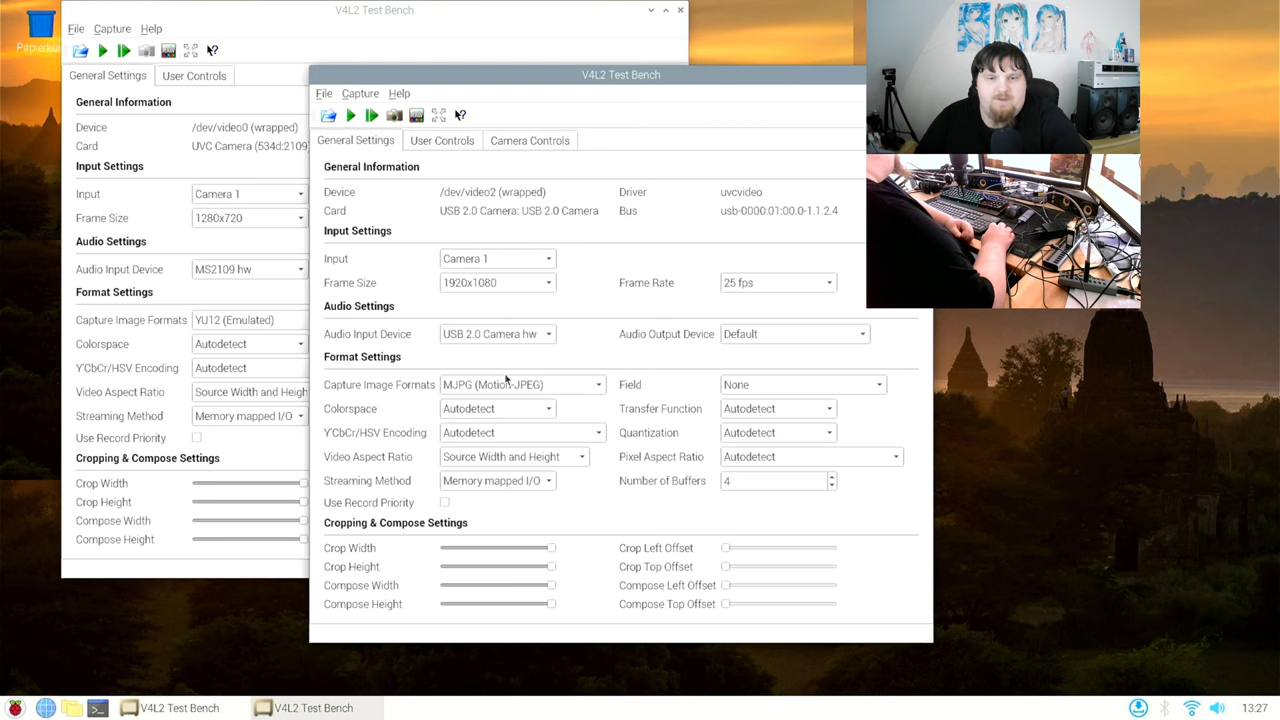 V4L2 Test Bench
File Capture Help
General Settings User Controls
General Information
Device /dev/video0 (wrapped)
Card UVC Camera (534d:2109
Input Settings
Input Camera 1
Frame Size 1280x720
Audio Settings
Audio Input Device MS2109 hw
Format Settings
Capture Image Formats YU12 (Emulated)
Colorspace Autodetect
Y'CbCr/HSV Encoding Autodetect
Video Aspect Ratio Source Width and Heigh
Streaming Method Memory mapped I/O
Use Record Priority
Cropping & Compose Settings
Crop Width
Crop Height
Compose Width
Compose Height
V4L2 Test Bench
File Capture Help
General Settings User Controls Camera Controls
General Information
Device /dev/video2 (wrapped) Driver uvcvideo
Card USB 2.0 Camera: USB 2.0 Camera Bus usb-0000:01:00.0-1.1.2.4
Input Settings
Input Camera 1
Frame Size 1920x1080 Frame Rate 25 fps
Audio Settings
Audio Input Device USB 2.0 Camera hw Audio Output Device Default
Format Settings
Capture Image Formats MJPG (Motion-JPEG) Field None
Colorspace Autodetect Transfer Function Autodetect
Y'CbCr/HSV Encoding Autodetect Quantization Autodetect
Video Aspect Ratio Source Width and Height Pixel Aspect Ratio Autodetect
Streaming Method Memory mapped I/O Number of Buffers 4
Use Record Priority
Cropping & Compose Settings
Crop Width Crop Left Offset
Crop Height Crop Top Offset
Compose Width Compose Left Offset
Compose Height Compose Top Offset
V4L2 Test Bench V4L2 Test Bench 13:27